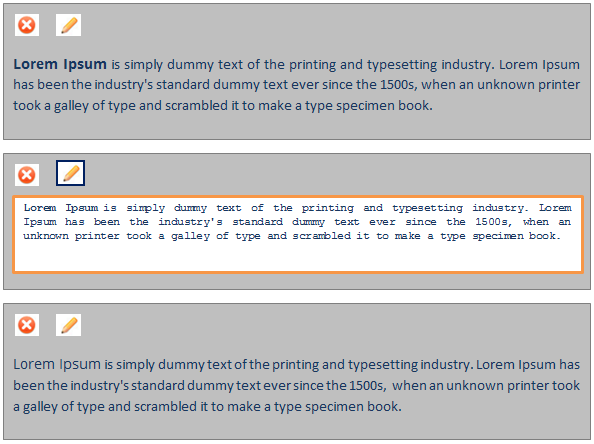 Lorem Ipsum is simply dummy text of the printing and typesetting industry. Lorem Ipsum
has been the industry's standard dummy text ever since the 1500s, when an unknown printer
took a galley of type and scrambled it to make a type specimen book.
Lorem Ipsum is simply dummy text of the printing and typesetting industry. Lorem
Ipsum has been the industry's standard dummy text ever since the 1500s, when an
unknown printer took a galley of type and scrambled it to make a type specimen book.
Lorem Ipsum is simply dummy text of the printing and typesetting industry. Lorem Ipsum has
been the industry's standard dummy text ever since the 1500s, when an unknown printer took
a galley of type and scrambled it to make a type specimen book.